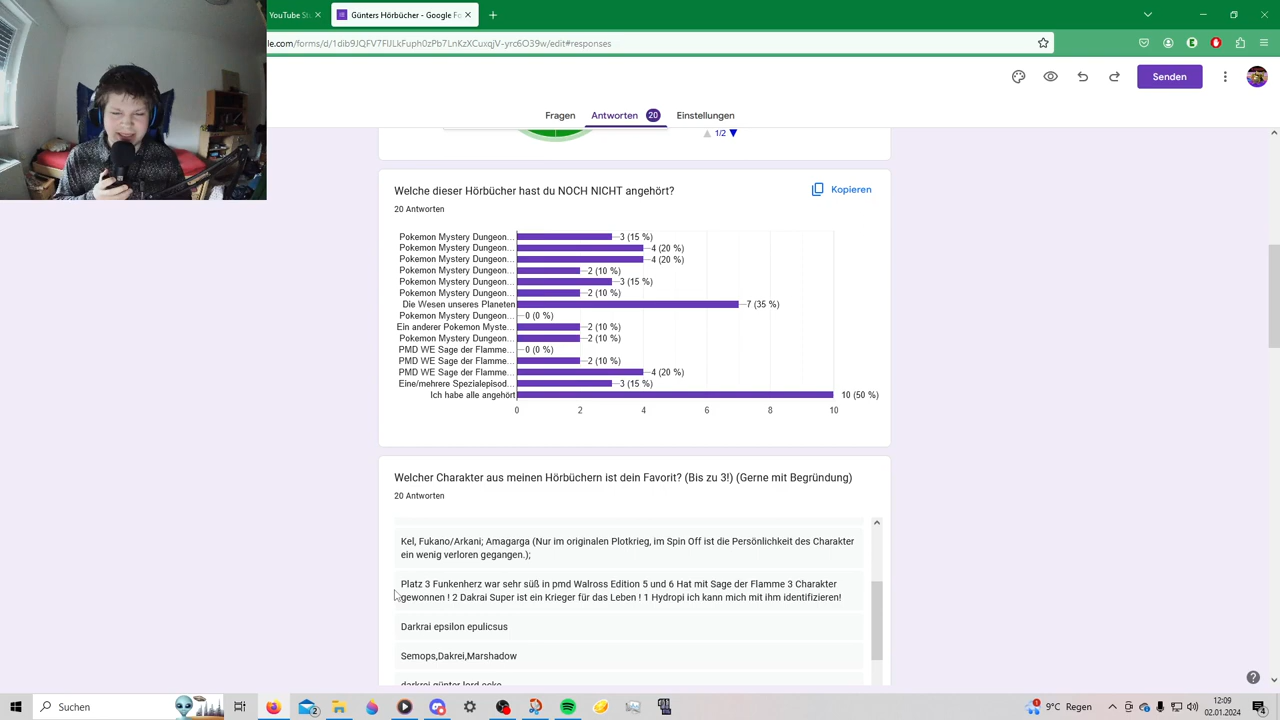 YouTube Stu
Günters Hörbücher - Google Fo
le.com/forms/d/1dib9JQFV7FlJLkFuph0zPb7LnKzXCuxqjV-yrc6O39w/edit#responses
Senden
Fragen
Antworten 20
Einstellungen
1/2
Welche dieser Hörbücher hast du NOCH NICHT angehört?
Kopieren
20 Antworten
Pokemon Mystery Dungeon... 3 (15 %)
Pokemon Mystery Dungeon... 4 (20 %)
Pokemon Mystery Dungeon... 4 (20 %)
Pokemon Mystery Dungeon... 2 (10 %)
Pokemon Mystery Dungeon... 3 (15 %)
Pokemon Mystery Dungeon... 2 (10 %)
Die Wesen unseres Planeten 7 (35 %)
Pokemon Mystery Dungeon... 0 (0 %)
Ein anderer Pokemon Myste... 2 (10 %)
Pokemon Mystery Dungeon... 2 (10 %)
PMD WE Sage der Flamme... 0 (0 %)
PMD WE Sage der Flamme... 2 (10 %)
PMD WE Sage der Flamme... 4 (20 %)
Eine/mehrere Spezialepisod... 3 (15 %)
Ich habe alle angehört 10 (50 %)
0 2 4 6 8 10
Welcher Charakter aus meinen Hörbüchern ist dein Favorit? (Bis zu 3!) (Gerne mit Begründung)
20 Antworten
Kel, Fukano/Arkani; Amagarga (Nur im originalen Plotkrieg, im Spin Off ist die Persönlichkeit des Charakter
ein wenig verloren gegangen.);
Platz 3 Funkenherz war sehr süß in pmd Walross Edition 5 und 6 Hat mit Sage der Flamme 3 Charakter
gewonnen ! 2 Dakrai Super ist ein Krieger für das Leben ! 1 Hydropi ich kann mich mit ihm identifizieren!
Darkrai epsilon epulicsus
Semops,Dakrei,Marshadow
darkrai günter lord ecke
Suchen
2
9°C Regen
12:09
02.01.2024
4